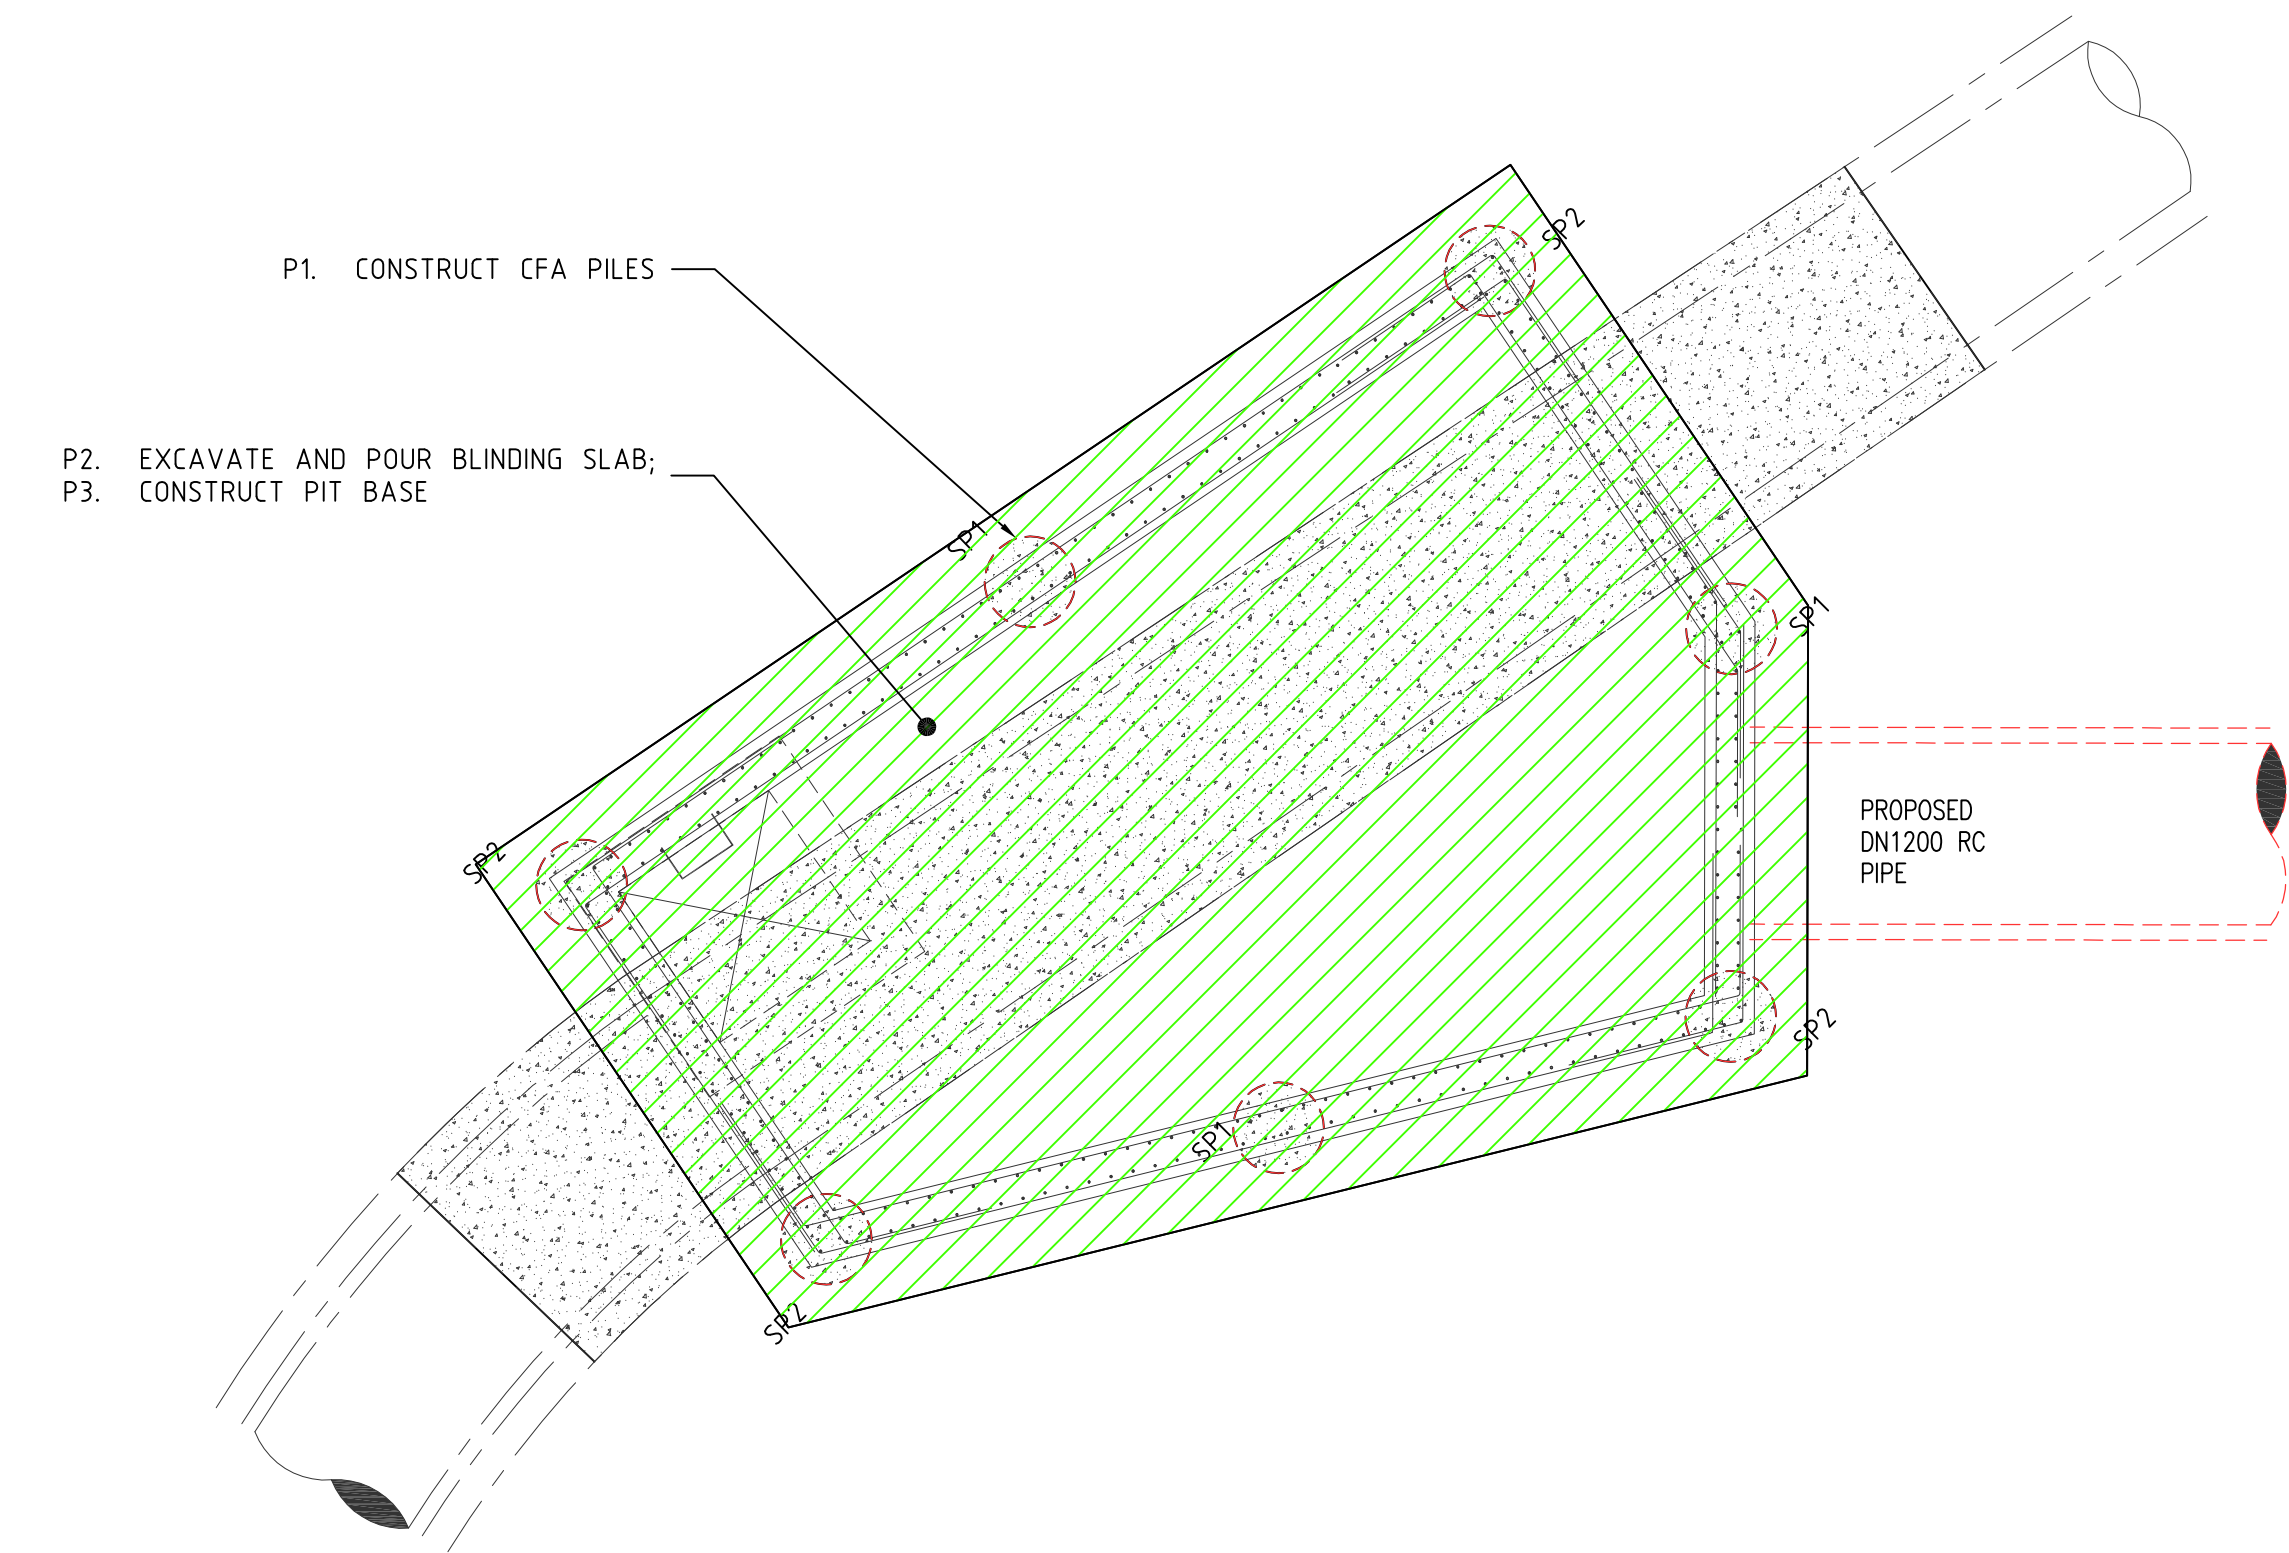 SP2
P1. CONSTRUCT CFA PILES
P2. EXCAVATE AND POUR BLINDING SLAB;
P3. CONSTRUCT PIT BASE
SP1
SP1
PROPOSED
DN1200 RC
PIPE
SP2
SP2
SP1
SP2